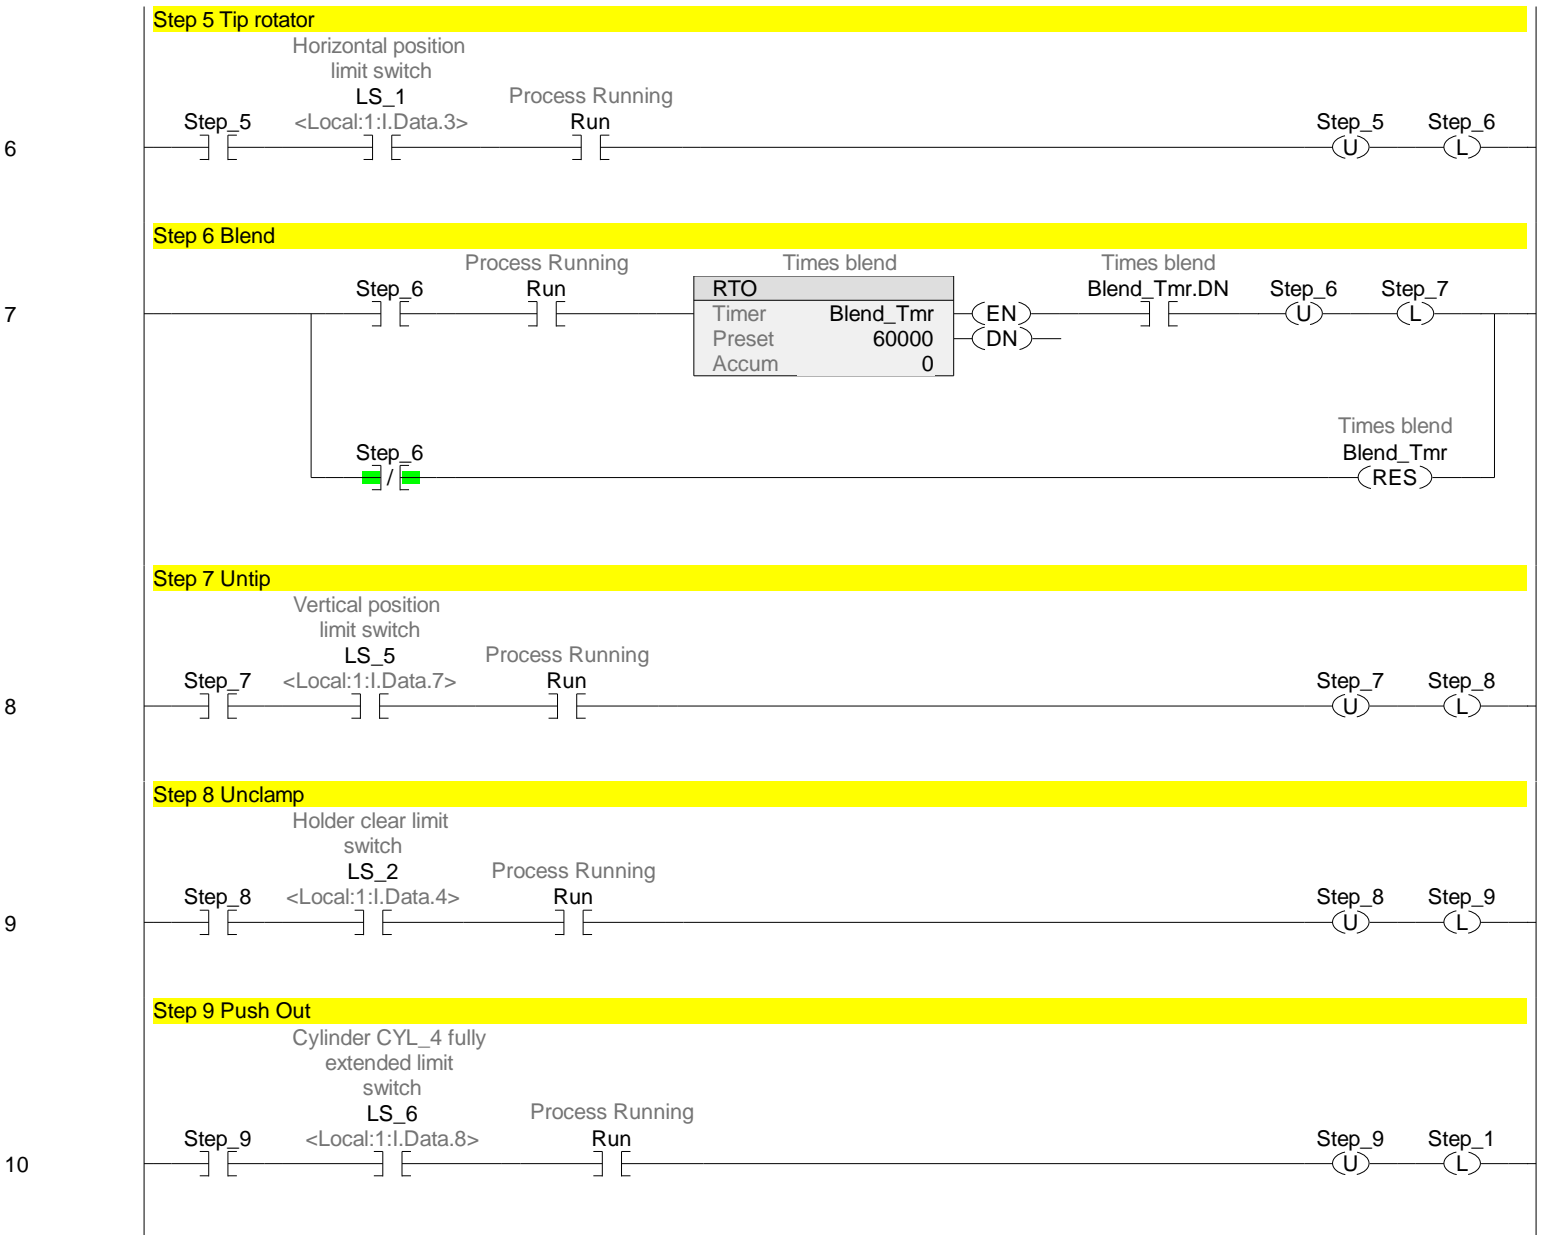 Step 5 Tip rotator
Horizontal position
limit switch
LS_1 Process Running
Step_5 <Local:1:I.Data.3> Run Step_5 Step_6
6 U L
Step 6 Blend
Process Running Times blend Times blend
Step_6 Run RTO Blend_Tmr.DN Step_6 Step_7
7 Timer Blend_Tmr EN U L
Preset 60000 DN
Accum 0
Times blend
Step_6 Blend_Tmr
/ RES
Step 7 Untip
Vertical position
limit switch
LS_5 Process Running
Step_7 <Local:1:I.Data.7> Run Step_7 Step_8
8 U L
Step 8 Unclamp
Holder clear limit
switch
LS_2 Process Running
Step_8 <Local:1:I.Data.4> Run Step_8 Step_9
9 U L
Step 9 Push Out
Cylinder CYL_4 fully
extended limit
switch
LS_6 Process Running
Step_9 <Local:1:I.Data.8> Run Step_9 Step_1
10 U L